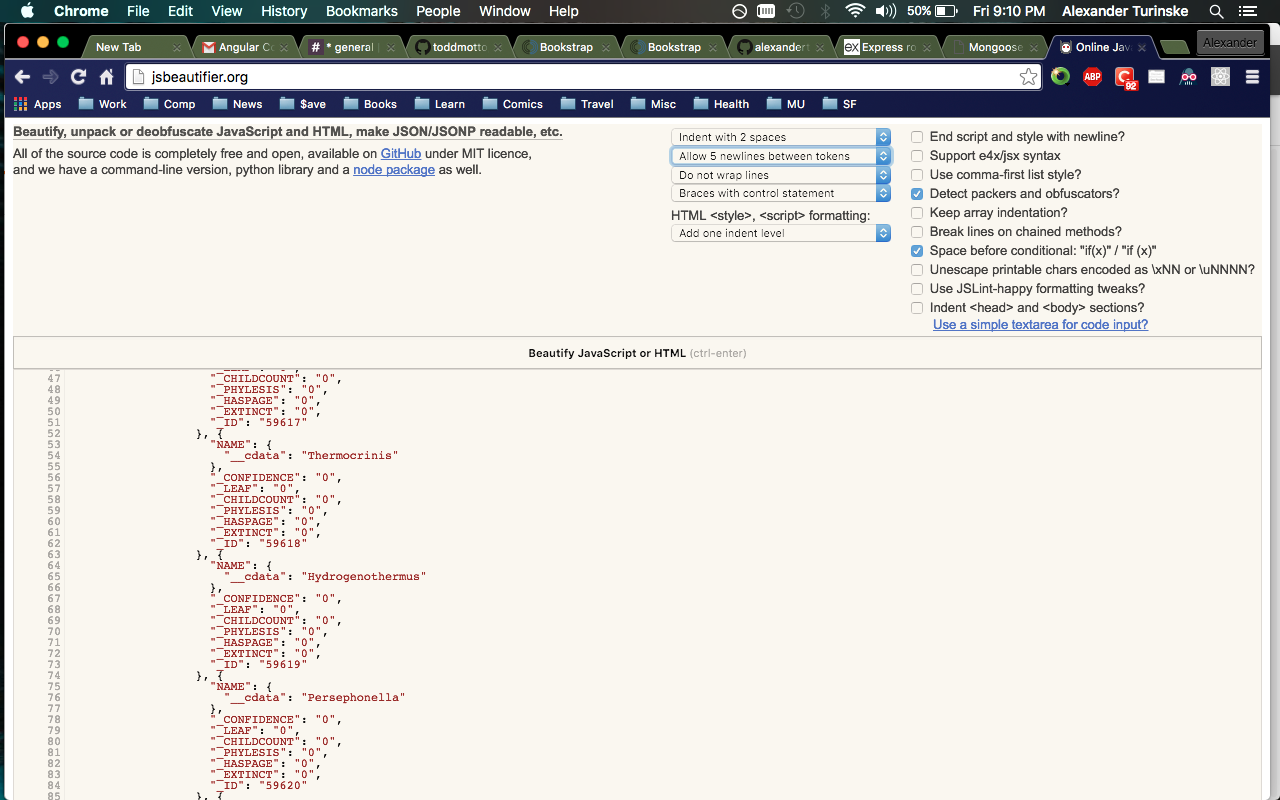 Chrome File Edit View History Bookmarks People Window Help 50% Fri 9:10 PM Alexander Turinske
New Tab Angular Co # * general toddmotto Bookstrap Bookstrap alexandert ex Express ro Mongoose Online Jav Alexander
jsbeautifier.org ABP C 92
Apps Work Comp News $ave Books Learn Comics Travel Misc Health MU SF
Beautify, unpack or deobfuscate JavaScript and HTML, make JSON/JSONP readable, etc.
All of the source code is completely free and open, available on GitHub under MIT licence,
and we have a command-line version, python library and a node package as well.
Indent with 2 spaces
Allow 5 newlines between tokens
Do not wrap lines
Braces with control statement
HTML <style>, <script> formatting:
Add one indent level
End script and style with newline?
Support e4x/jsx syntax
Use comma-first list style?
Detect packers and obfuscators?
Keep array indentation?
Break lines on chained methods?
Space before conditional: "if(x)" / "if (x)"
Unescape printable chars encoded as \xNN or \uNNNN?
Use JSLint-happy formatting tweaks?
Indent <head> and <body> sections?
Use a simple textarea for code input?
Beautify JavaScript or HTML (ctrl-enter)
47 "_CHILDCOUNT": "0",
48 "_PHYLESIS": "0",
49 "_HASPAGE": "0",
50 "_EXTINCT": "0",
51 "_ID": "59617"
52 }, {
53 "NAME": {
54 "__cdata": "Thermocrinis"
55 },
56 "_CONFIDENCE": "0",
57 "_LEAF": "0",
58 "_CHILDCOUNT": "0",
59 "_PHYLESIS": "0",
60 "_HASPAGE": "0",
61 "_EXTINCT": "0",
62 "_ID": "59618"
63 }, {
64 "NAME": {
65 "__cdata": "Hydrogenothermus"
66 },
67 "_CONFIDENCE": "0",
68 "_LEAF": "0",
69 "_CHILDCOUNT": "0",
70 "_PHYLESIS": "0",
71 "_HASPAGE": "0",
72 "_EXTINCT": "0",
73 "_ID": "59619"
74 }, {
75 "NAME": {
76 "__cdata": "Persephonella"
77 },
78 "_CONFIDENCE": "0",
79 "_LEAF": "0",
80 "_CHILDCOUNT": "0",
81 "_PHYLESIS": "0",
82 "_HASPAGE": "0",
83 "_EXTINCT": "0",
84 "_ID": "59620"
85 }, {